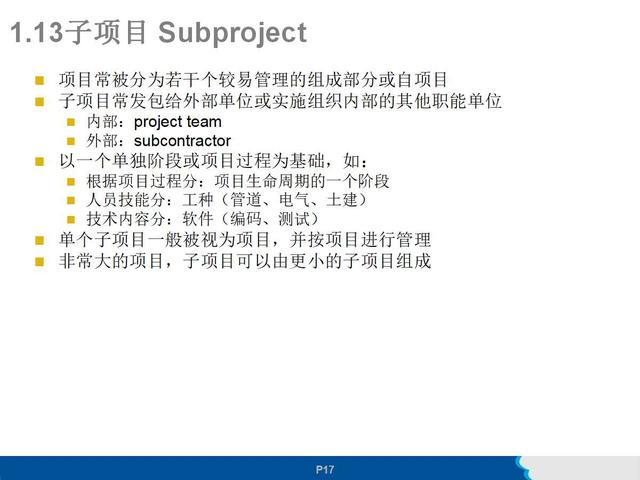 1.13子项目 Subproject
项目常被分为若干个较易管理的组成部分或自项目
子项目常发包给外部单位或实施组织内部的其他职能单位
内部：project team
外部：subcontractor
以一个单独阶段或项目过程为基础，如：
根据项目过程分：项目生命周期的一个阶段
人员技能分：工种（管道、电气、土建）
技术内容分：软件（编码、测试）
单个子项目一般被视为项目，并按项目进行管理
非常大的项目，子项目可以由更小的子项目组成
P17